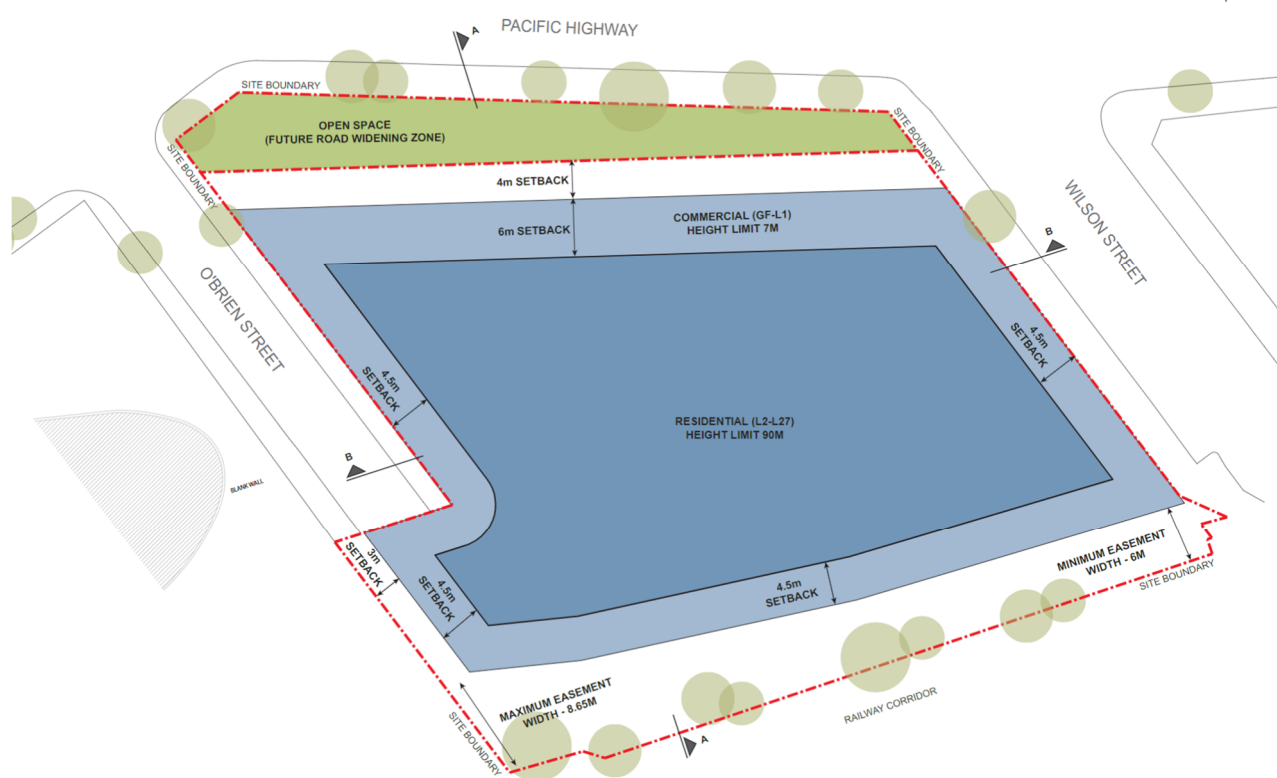 PACIFIC HIGHWAY
A
SITE BOUNDARY
OPEN SPACE
(FUTURE ROAD WIDENING ZONE)
SITE BOUNDARY
SITE BOUNDARY
4m SETBACK
COMMERCIAL (GF-L1)
HEIGHT LIMIT 7M
6m SETBACK
WILSON STREET
B
O'BRIEN STREET
4.5m
SETBACK
4.5m
SETBACK
RESIDENTIAL (L2-L27)
HEIGHT LIMIT 90M
B
BLANK WALL
3m
SETBACK
4.5m
SETBACK
4.5m
SETBACK
MINIMUM EASEMENT
WIDTH - 6M
SITE BOUNDARY
MAXIMUM EASEMENT
WIDTH - 8.65M
SITE BOUNDARY
RAILWAY CORRIDOR
A